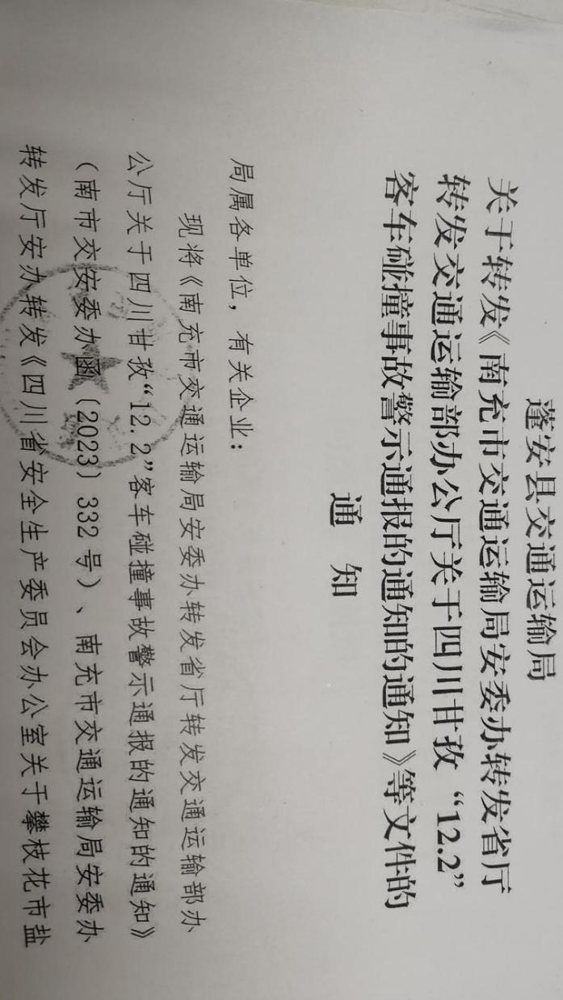 蓬安县交通运输局
关于转发《南充市交通运输局安委办转发省厅
转发交通运输部办公厅关于四川甘孜“12.2”
客车碰撞事故警示通报的通知的通知》等文件的
通 知
局属各单位，有关企业：
现将《南充市交通运输局安委办转发省厅转发交通运输部办
公厅关于四川甘孜“12.2”客车碰撞事故警示通报的通知的通知》
（南市交安委办函〔2023〕332号）、南充市交通运输局安委办
转发厅安办转发《四川省安全生产委员会办公室关于攀枝花市盐